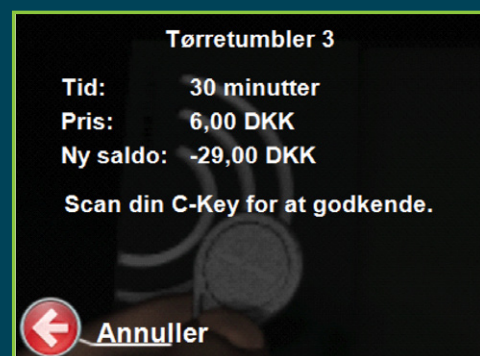 Tørretumbler 3
Tid: 30 minutter
Pris: 6,00 DKK
Ny saldo: -29,00 DKK
Scan din C-Key for at godkende.
Annuller